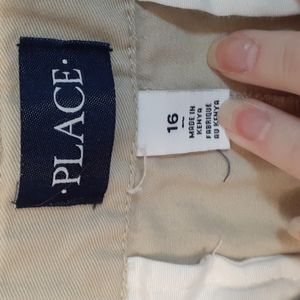 ·PLACE·
16
MADE IN
KENYA
FABRIQUE
AU KENYA